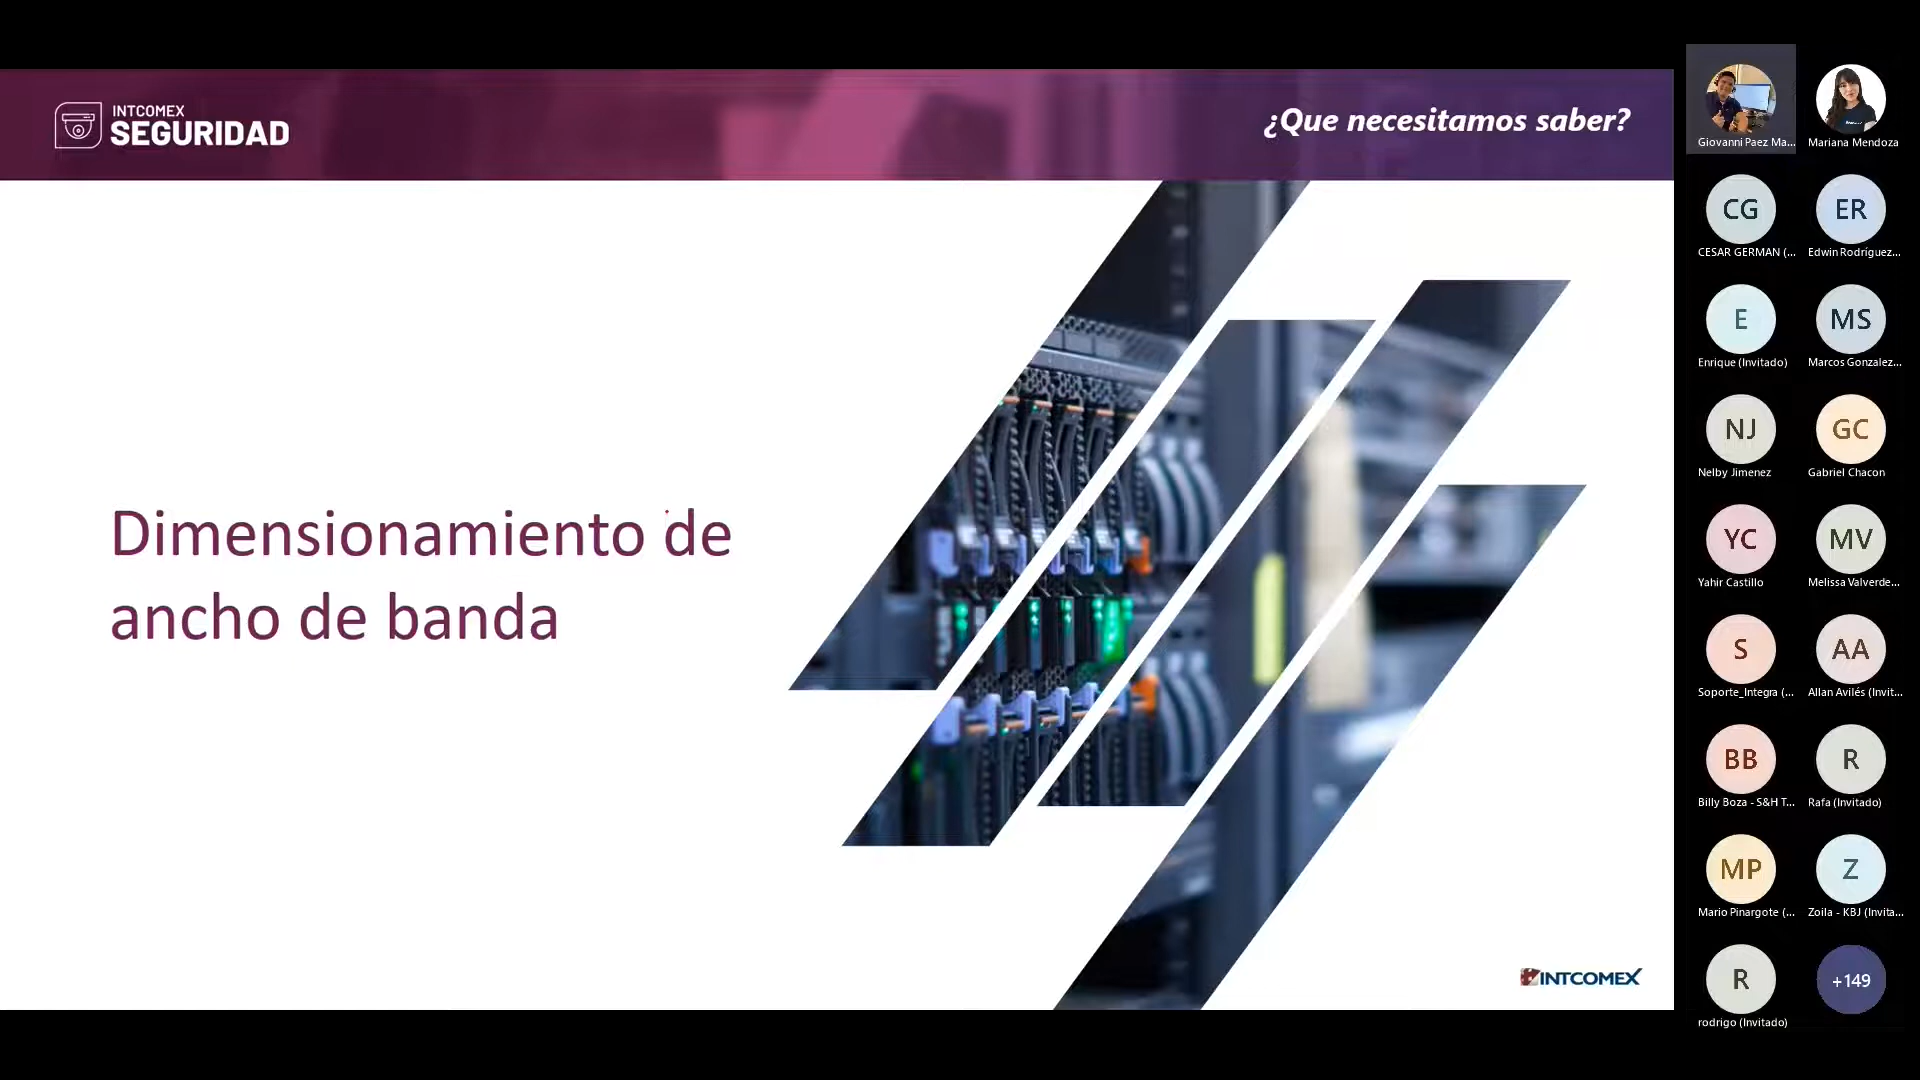 INTCOMEX
SEGURIDAD
¿Que necesitamos saber?
Dimensionamiento de
ancho de banda
INTCOMEX
Giovanni Paez Ma...
Mariana Mendoza
CG
CESAR GERMAN (...
ER
Edwin Rodríguez...
E
Enrique (Invitado)
MS
Marcos Gonzalez...
NJ
Nelby Jimenez
GC
Gabriel Chacon
YC
Yahir Castillo
MV
Melissa Valverde...
S
Soporte_Integra (...
AA
Allan Avilés (Invit...
BB
Billy Boza - S&H T...
R
Rafa (Invitado)
MP
Mario Pinargote (...
Z
Zoila - KBJ (Invita...
R
rodrigo (Invitado)
+149